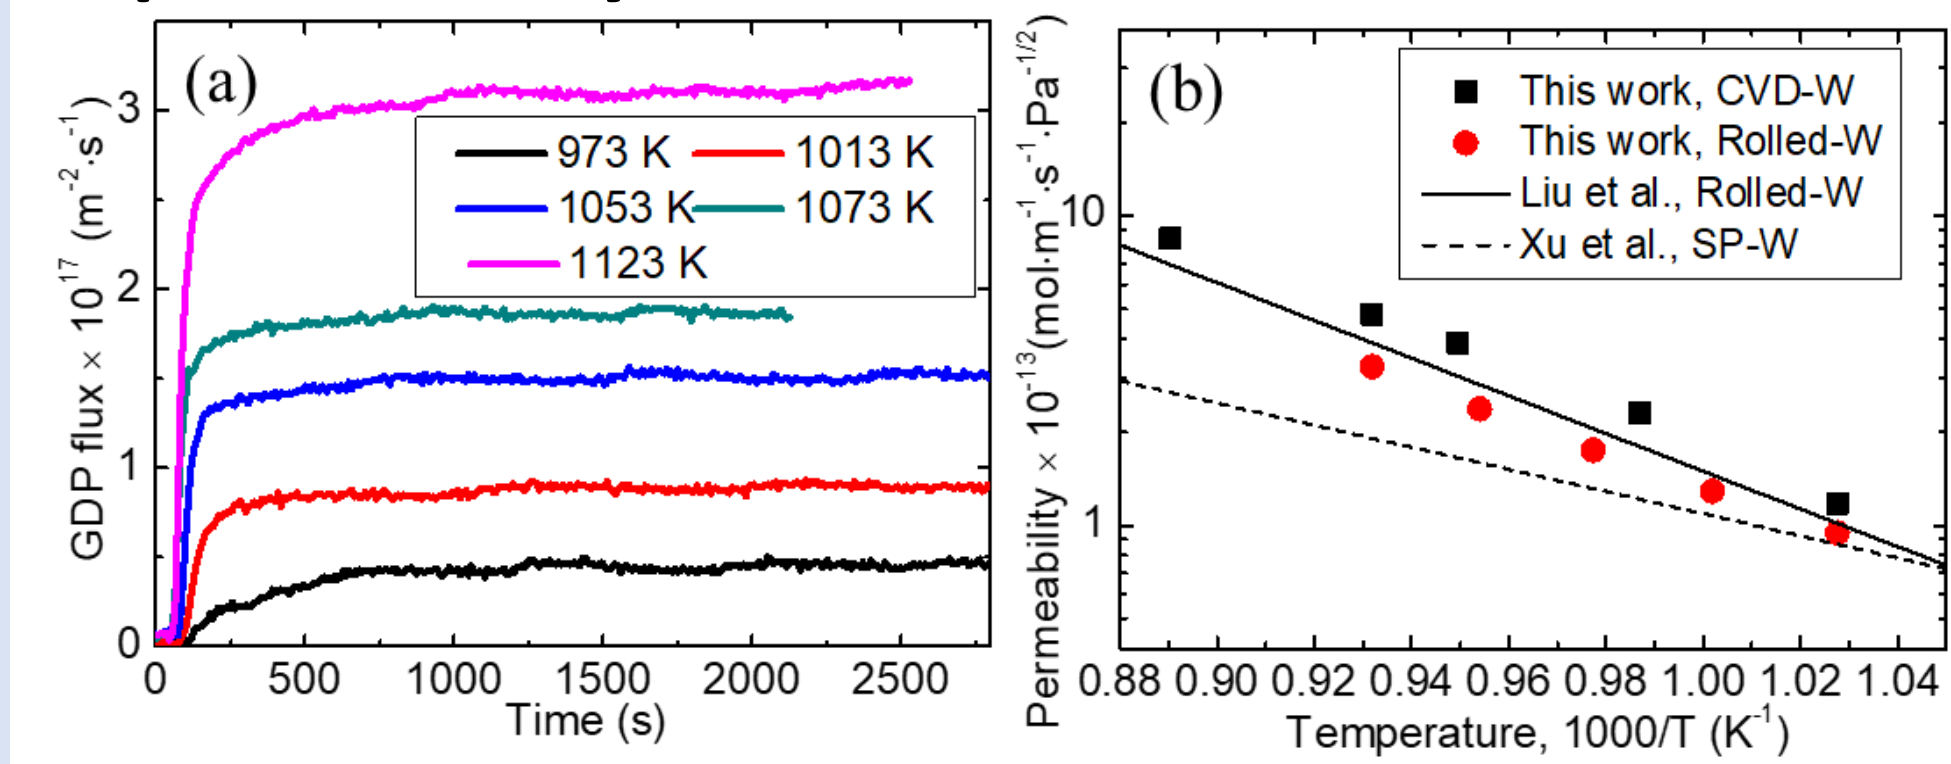 (a)
GDP flux × 10¹⁷ (m⁻²·s⁻¹)
3
2
1
0
973 K 1013 K
1053 K 1073 K
1123 K
0 500 1000 1500 2000 2500
Time (s)
(b)
Permeability × 10⁻¹³(mol·m⁻¹·s⁻¹·Pa⁻¹/²)
10
1
This work, CVD-W
This work, Rolled-W
Liu et al., Rolled-W
Xu et al., SP-W
0.88 0.90 0.92 0.94 0.96 0.98 1.00 1.02 1.04
Temperature, 1000/T (K⁻¹)